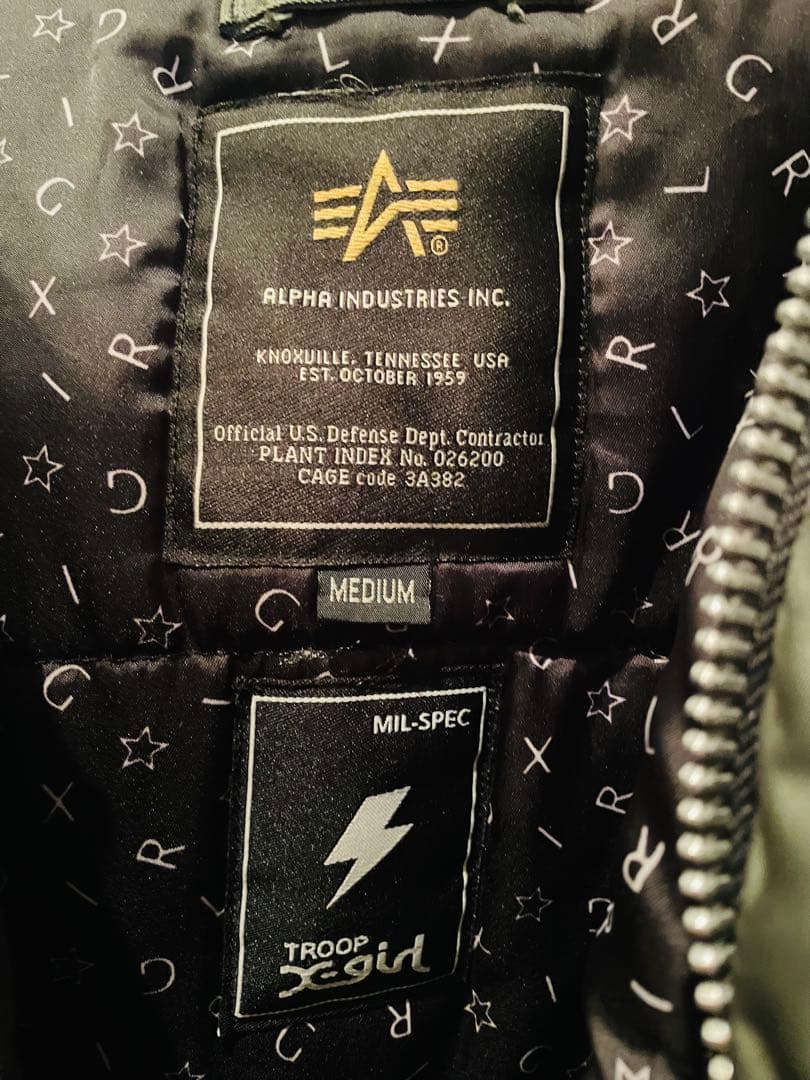 ®
ALPHA INDUSTRIES INC.
KNOXVILLE, TENNESSEE USA
EST. OCTOBER 1959
Official U.S. Defense Dept. Contractor
PLANT INDEX No. 026200
CAGE code 3A382
MEDIUM
MIL-SPEC
TROOP
X-girl